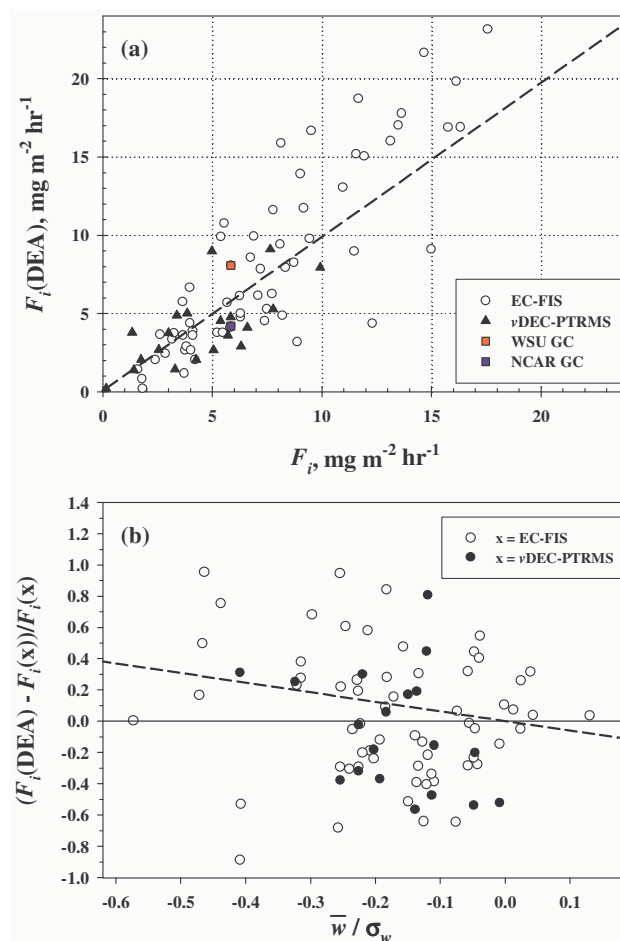 (a)
20
15
10
5
0
0 5 10 15 20
F_i(DEA), mg m⁻² hr⁻¹
F_i, mg m⁻² hr⁻¹
EC-FIS
vDEC-PTRMS
WSU GC
NCAR GC
(b)
1.4
1.2
1.0
0.8
0.6
0.4
0.2
0.0
-0.2
-0.4
-0.6
-0.8
-1.0
-0.6 -0.5 -0.4 -0.3 -0.2 -0.1 0.0 0.1
(F_i(DEA) - F_i(x))/F_i(x)
w̅ / σ_w
x = EC-FIS
x = vDEC-PTRMS